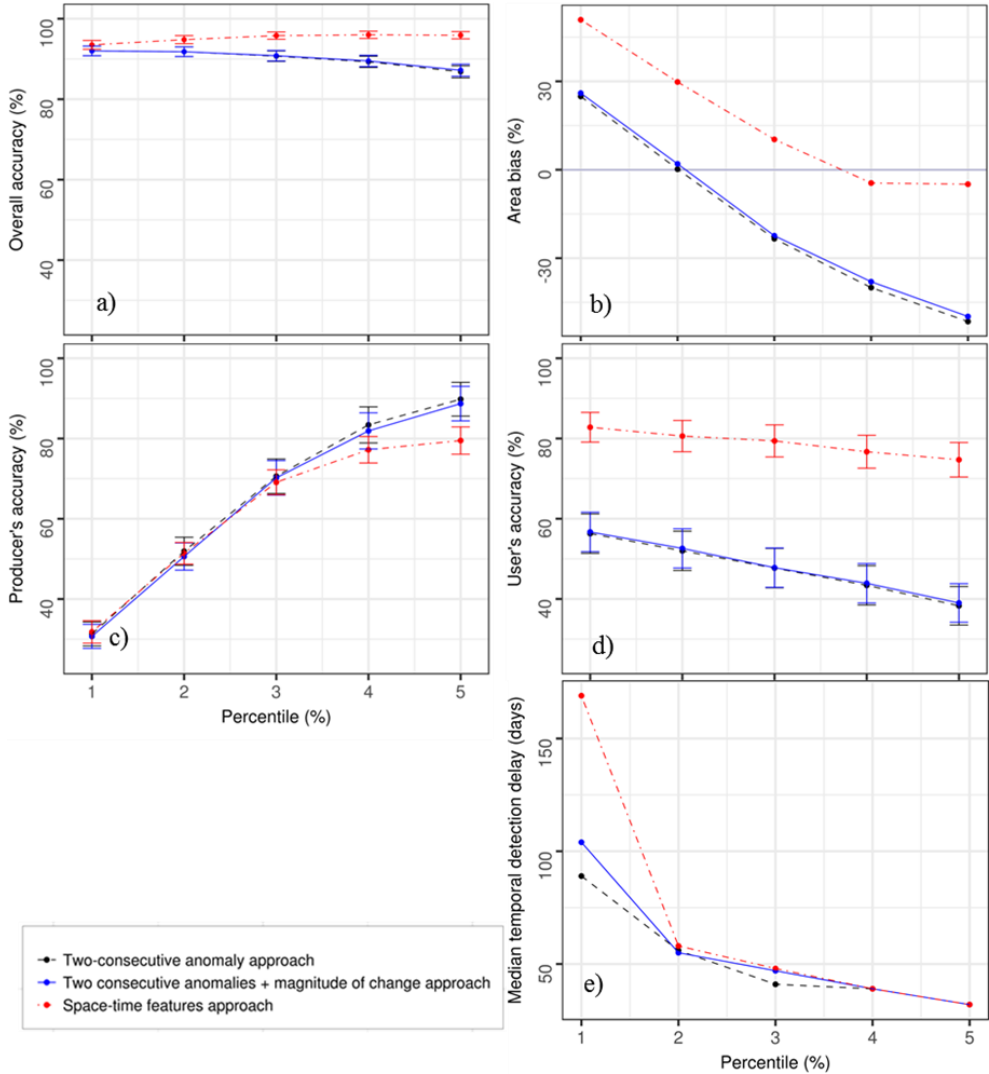 Overall accuracy (%)
100
80
60
40
a)
Area bias (%)
30
0
-30
b)
Producer's accuracy (%)
100
80
60
40
c)
1 2 3 4 5
Percentile (%)
User's accuracy (%)
100
80
60
40
d)
Median temporal detection delay (days)
150
100
50
e)
1 2 3 4 5
Percentile (%)
Two-consecutive anomaly approach
Two consecutive anomalies + magnitude of change approach
Space-time features approach